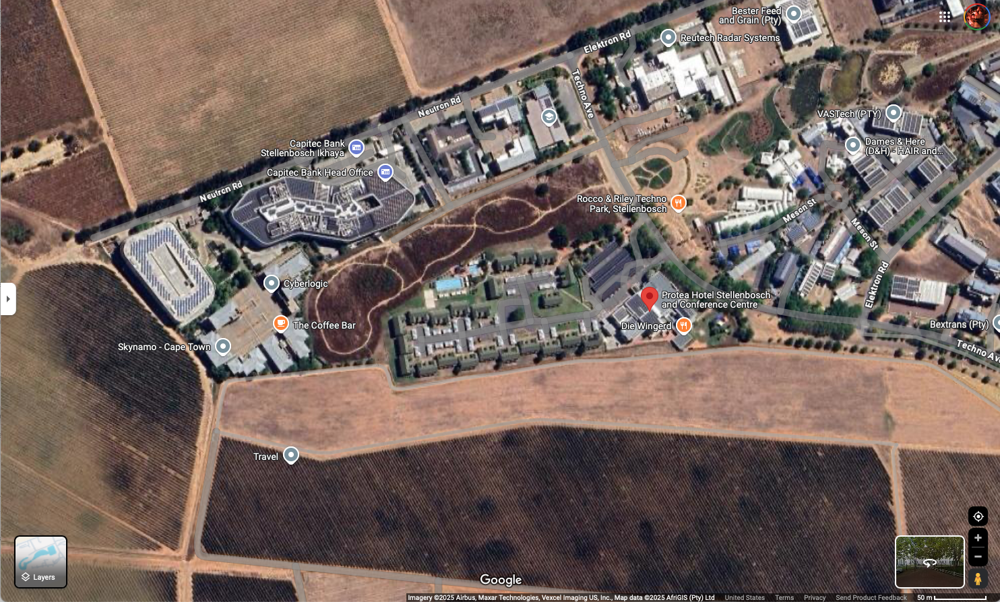 Bester Feed
and Grain (Pty)
Reutech Radar Systems
Elektron Rd
Techno Ave
Neutron Rd
VASTech (PTY)
Capitec Bank
Stellenbosch Ikhaya
Dames & Here
(D&H) - HAIR and...
Capitec Bank Head Office
Neutron Rd
Rocco & Riley Techno
Park, Stellenbosch
Meson St
Meson St
Elektron Rd
Cyberlogic
Protea Hotel Stellenbosch
and Conference Centre
The Coffee Bar
Die Wingerd
Bextrans (Pty)
Skynamo - Cape Town
Techno Av
Travel
Layers
Google
Imagery ©2025 Airbus, Maxar Technologies, Vexcel Imaging US, Inc., Map data ©2025 AfriGIS (Pty) Ltd United States Terms Privacy Send Product Feedback 50 m